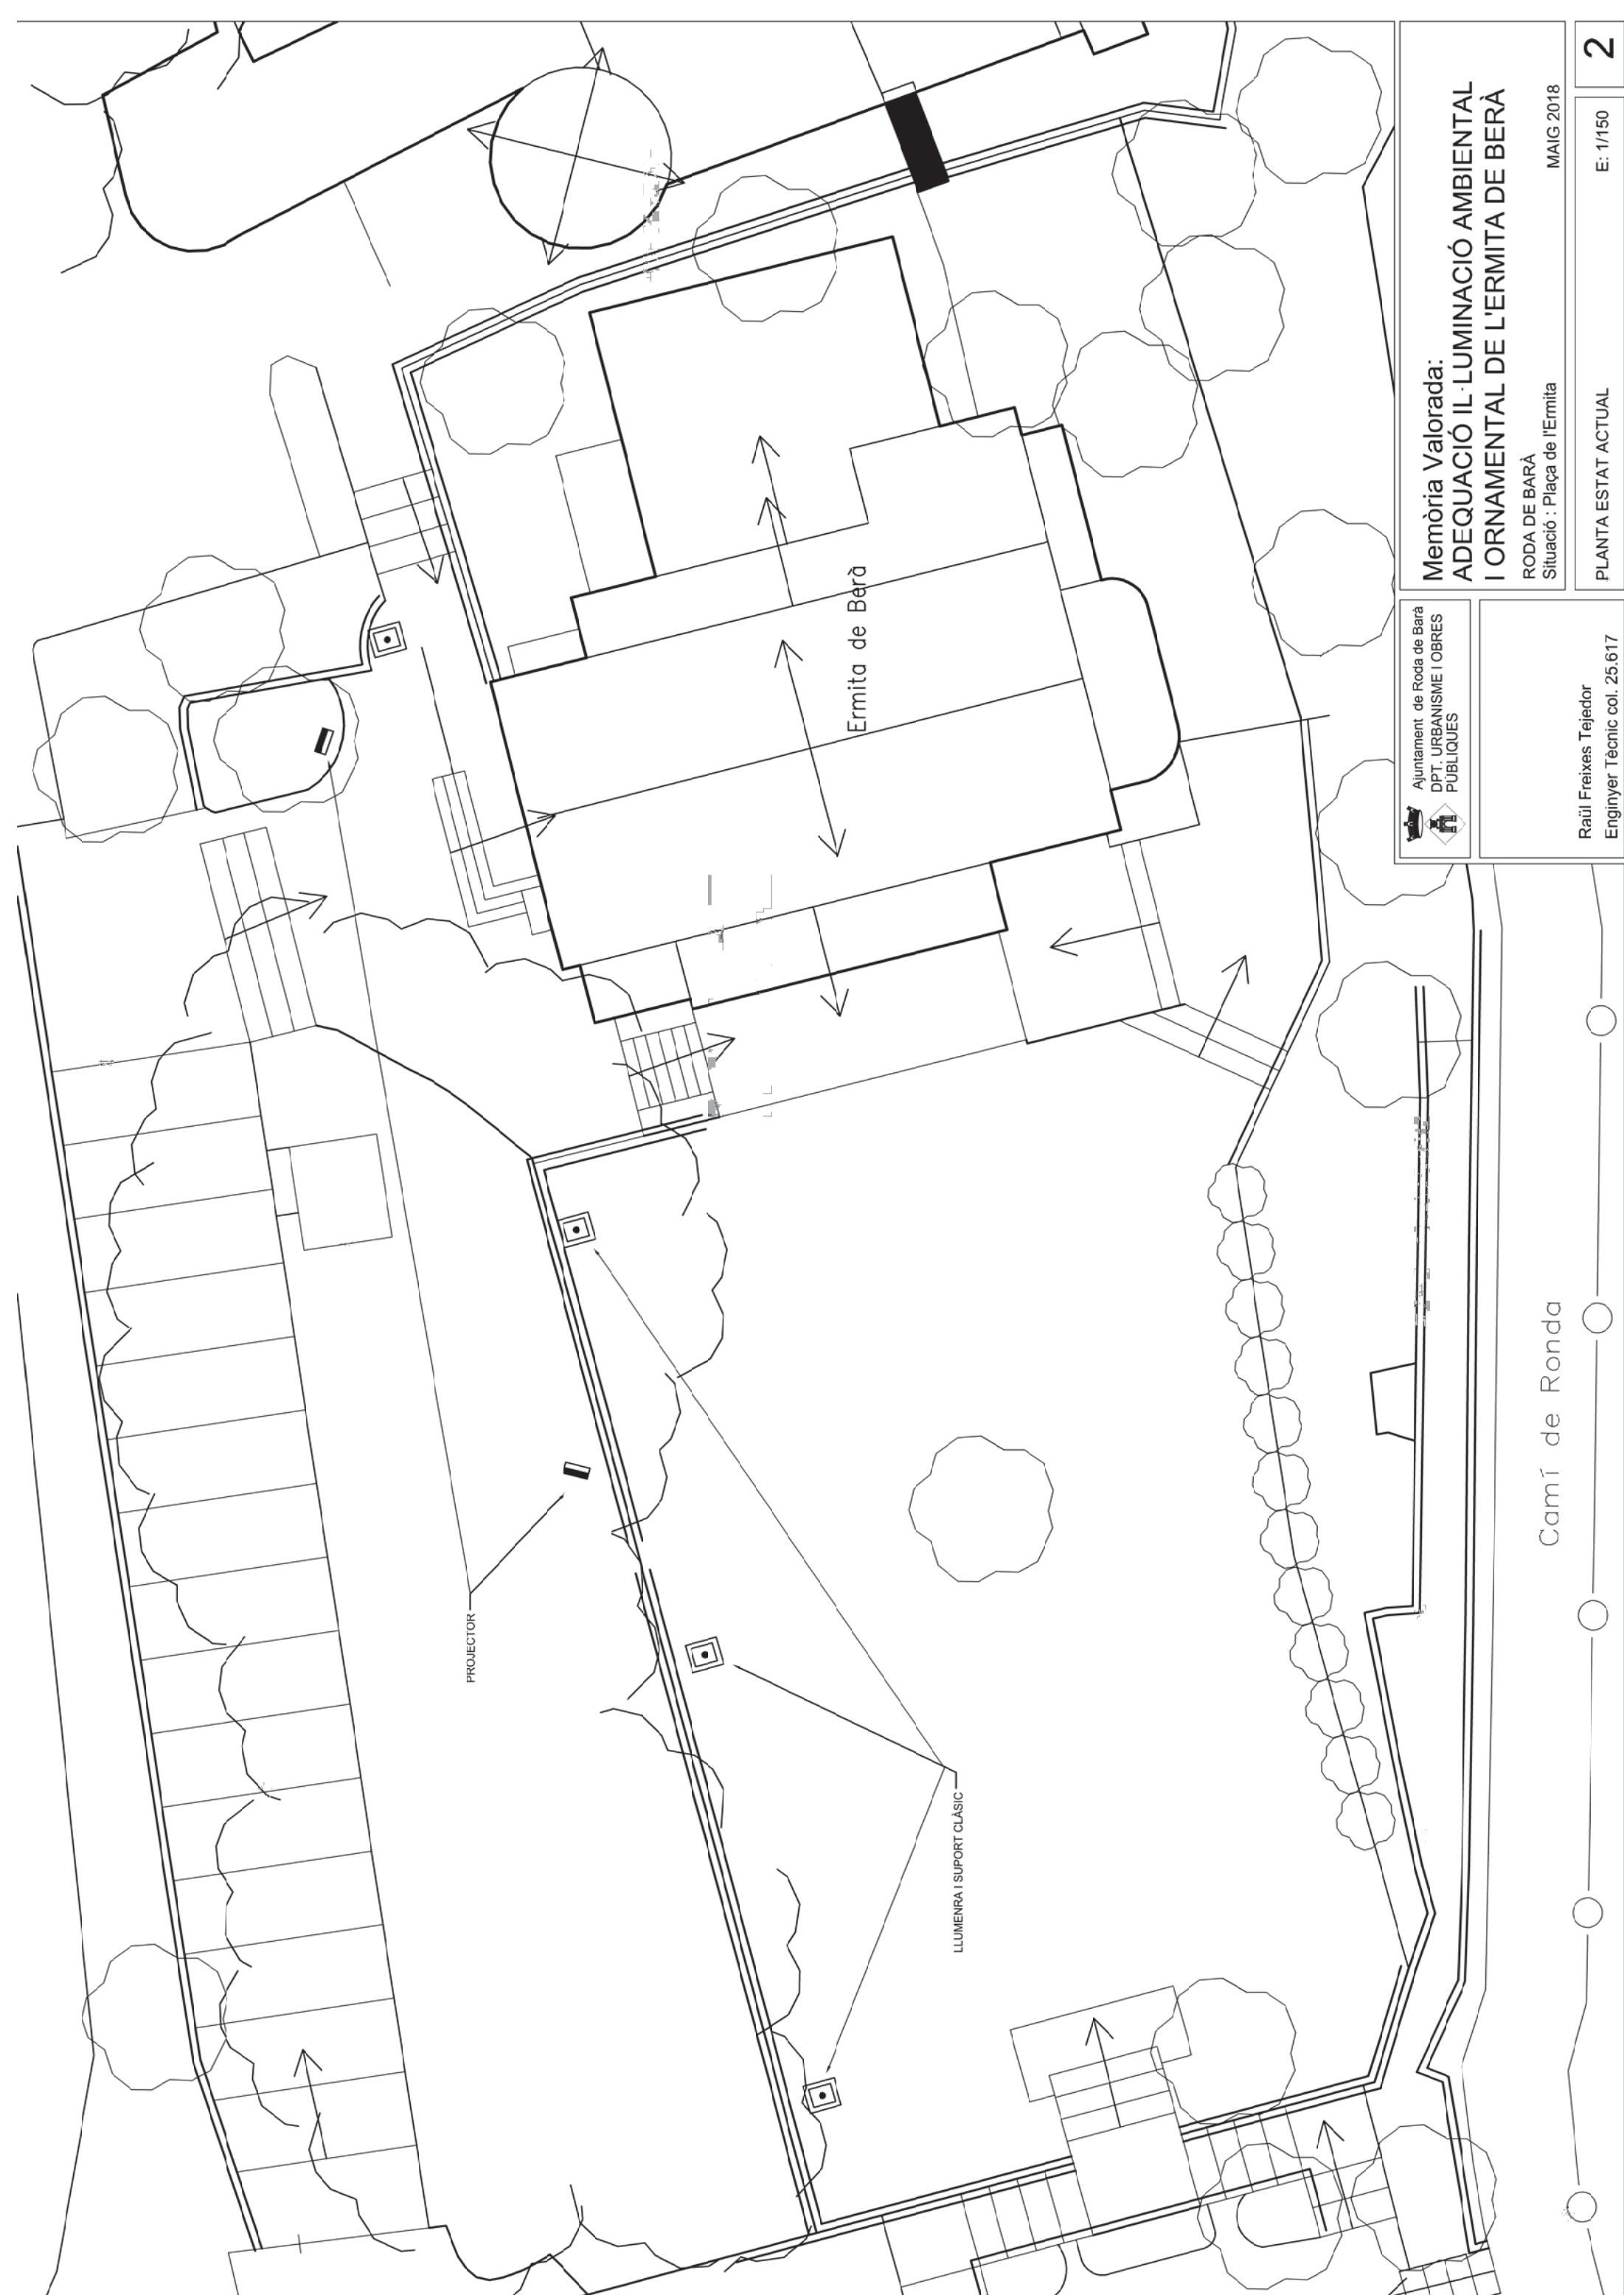 Ermita de Berà
PROJECTOR
LLUMENRA I SUPORT CLÀSIC
Camí de Ronda
Ajuntament de Roda de Barà
DPT. URBANISME I OBRES
PÚBLIQUES
Raül Freixes Tejedor
Enginyer Tècnic col. 25.617
Memòria Valorada:
ADEQUACIÓ IL·LUMINACIÓ AMBIENTAL
I ORNAMENTAL DE L'ERMITA DE BERÀ
RODA DE BARÀ
Situació : Plaça de l'Ermita
MAIG 2018
PLANTA ESTAT ACTUAL
E: 1/150
2